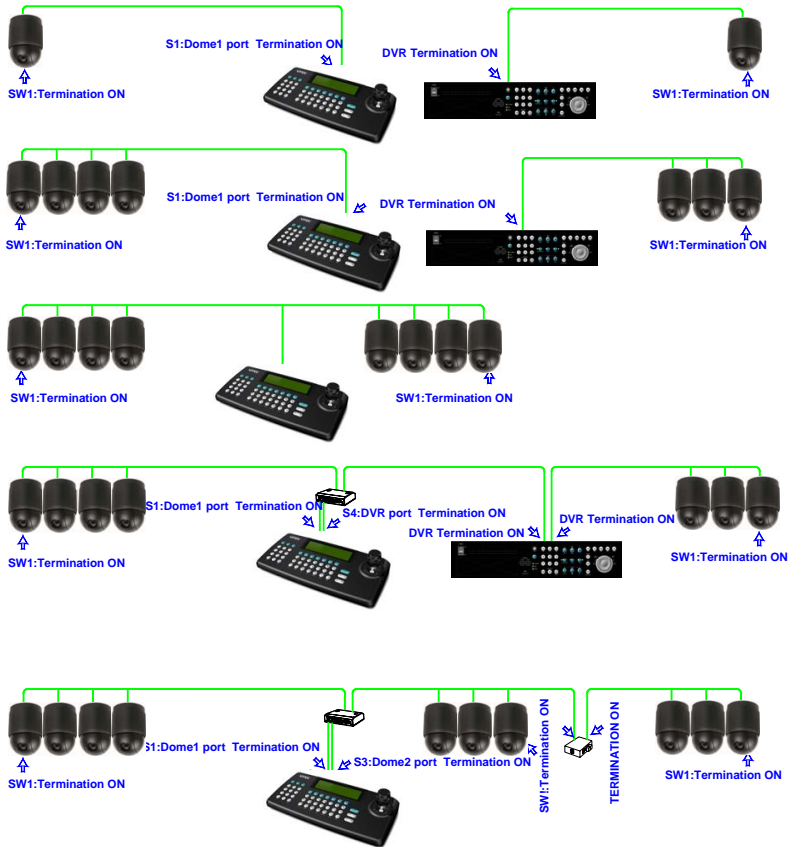 S1:Dome1 port Termination ON
DVR Termination ON
SW1:Termination ON
SW1:Termination ON
S1:Dome1 port Termination ON
DVR Termination ON
SW1:Termination ON
SW1:Termination ON
SW1:Termination ON
SW1:Termination ON
S1:Dome1 port Termination ON
S4:DVR port Termination ON
DVR Termination ON
DVR Termination ON
SW1:Termination ON
SW1:Termination ON
S1:Dome1 port Termination ON
S3:Dome2 port Termination ON
SW!:Termination ON
TERMINATION ON
SW1:Termination ON
SW1:Termination ON